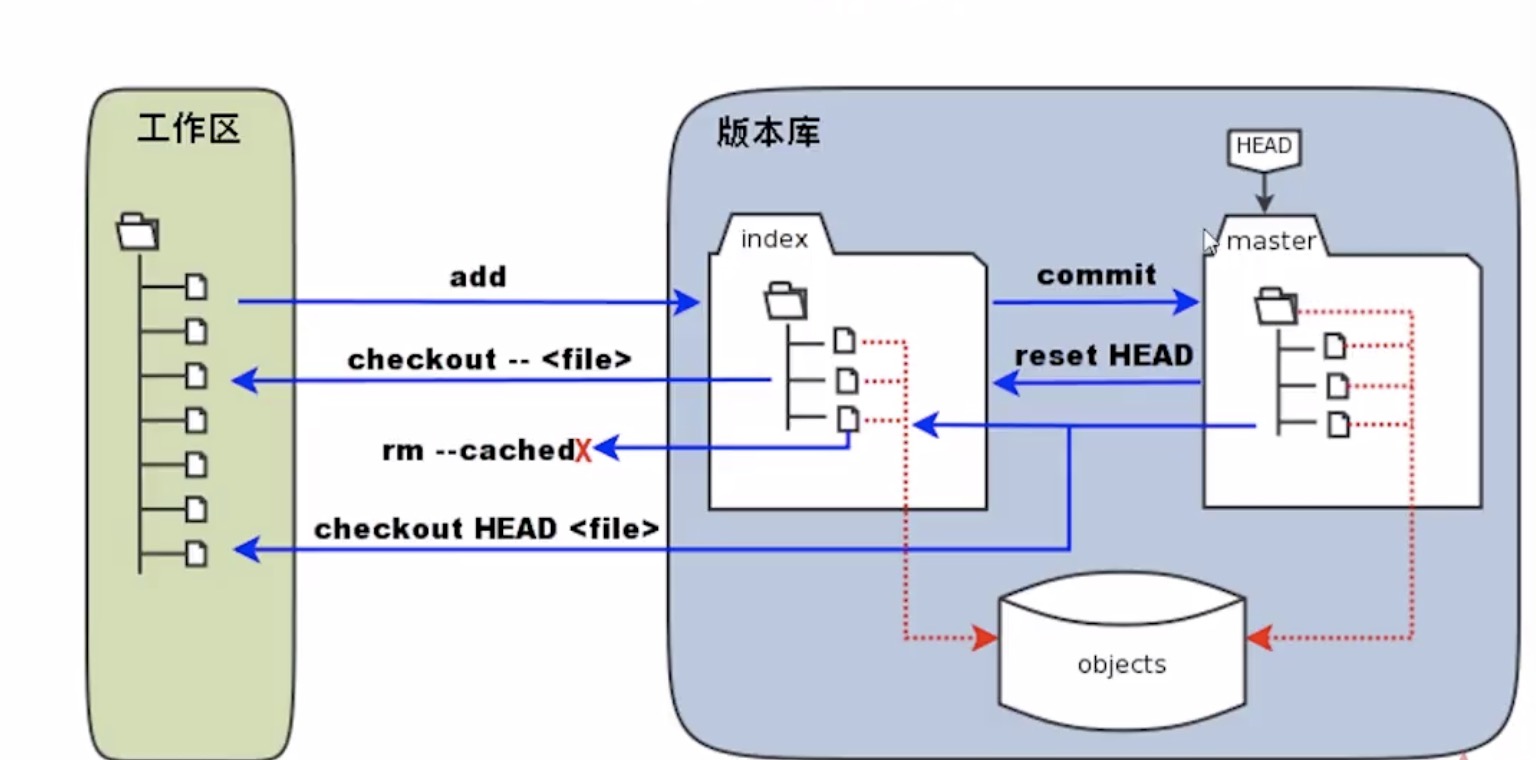 工作区
版本库
HEAD
index
master
add
commit
checkout -- <file>
reset HEAD
rm --cachedX
checkout HEAD <file>
objects